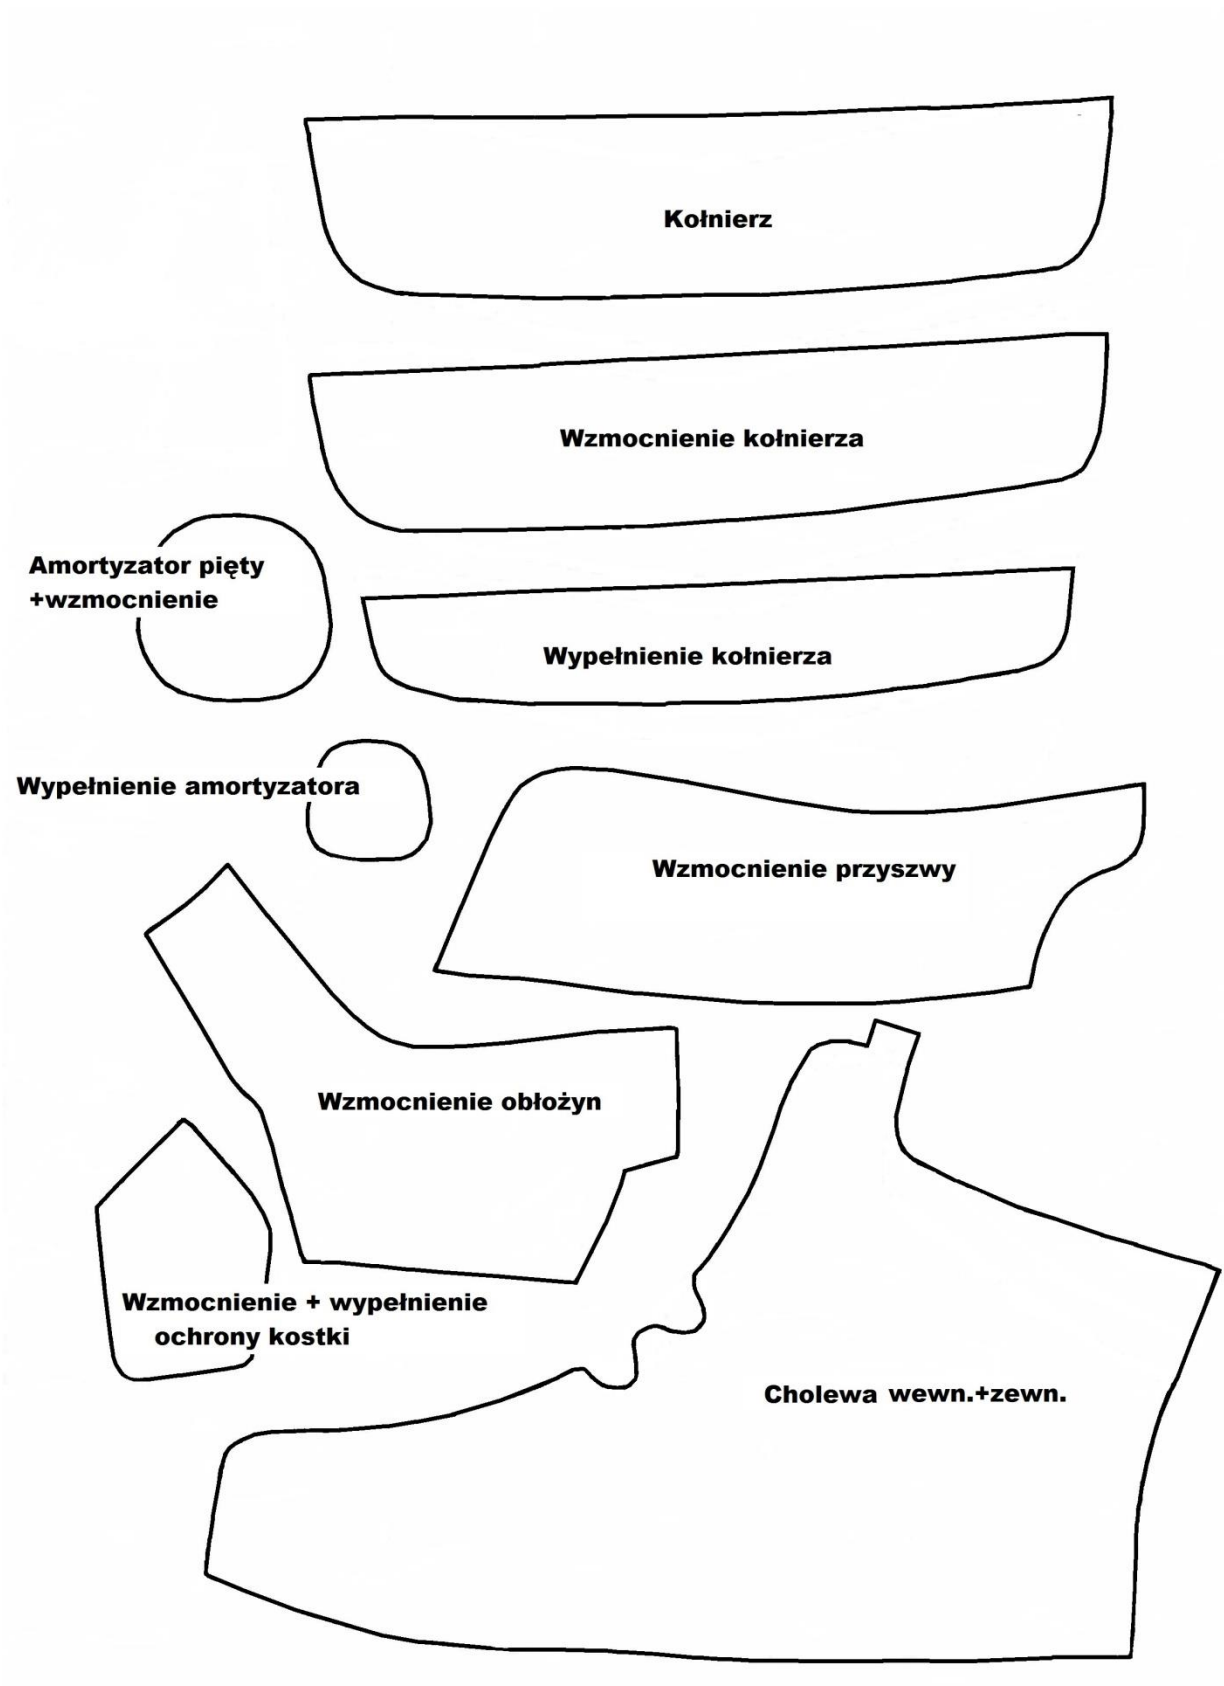 Kołnierz
Wzmocnienie kołnierza
Amortyzator pięty
+wzmocnienie
Wypełnienie kołnierza
Wypełnienie amortyzatora
Wzmocnienie przyszwy
Wzmocnienie obłożyn
Wzmocnienie + wypełnienie
ochrony kostki
Cholewa wewn.+zewn.